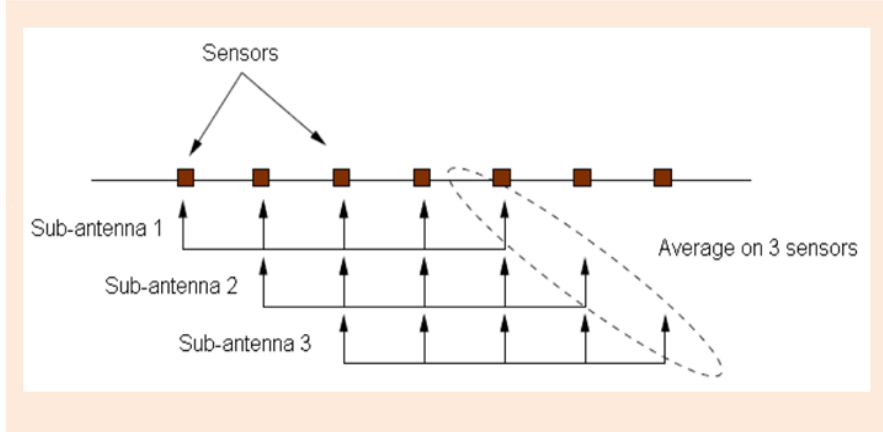 Sensors
Sub-antenna 1
Average on 3 sensors
Sub-antenna 2
Sub-antenna 3